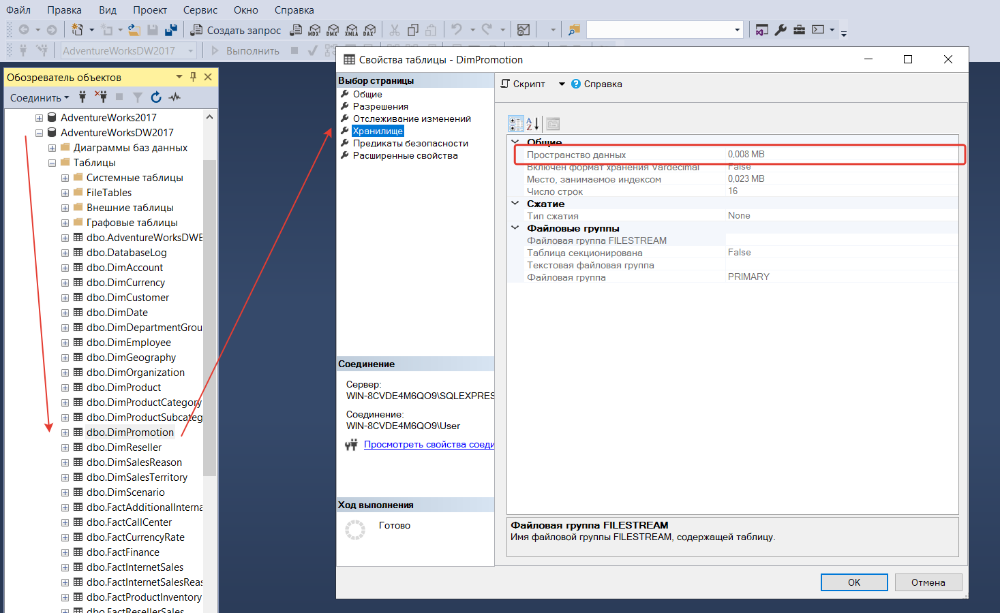 Файл Правка Вид Проект Сервис Окно Справка
Создать запрос MDX DMX XMLA DAX
AdventureWorksDW2017 Выполнить
Обозреватель объектов
Соединить
AdventureWorks2017
AdventureWorksDW2017
Диаграммы баз данных
Таблицы
Системные таблицы
FileTables
Внешние таблицы
Графовые таблицы
dbo.AdventureWorksDWB
dbo.DatabaseLog
dbo.DimAccount
dbo.DimCurrency
dbo.DimCustomer
dbo.DimDate
dbo.DimDepartmentGrou
dbo.DimEmployee
dbo.DimGeography
dbo.DimOrganization
dbo.DimProduct
dbo.DimProductCategory
dbo.DimProductSubcateg
dbo.DimPromotion
dbo.DimReseller
dbo.DimSalesReason
dbo.DimSalesTerritory
dbo.DimScenario
dbo.FactAdditionalInterna
dbo.FactCallCenter
dbo.FactCurrencyRate
dbo.FactFinance
dbo.FactInternetSales
dbo.FactInternetSalesReas
dbo.FactProductInventory
dbo.FactResellerSales
Свойства таблицы - DimPromotion
Выбор страницы
Общие
Разрешения
Отслеживание изменений
Хранилище
Предикаты безопасности
Расширенные свойства
Соединение
Сервер:
WIN-8CVDE4M6QO9\SQLEXPRES
Соединение:
WIN-8CVDE4M6QO9\User
Просмотреть свойства соеди
Ход выполнения
Готово
Скрипт Справка
Общие
Пространство данных 0,008 MB
Включен формат хранения Vardecimal False
Место, занимаемое индексом 0,023 MB
Число строк 16
Сжатие
Тип сжатия None
Файловые группы
Файловая группа FILESTREAM
Таблица секционирована False
Текстовая файловая группа
Файловая группа PRIMARY
Файловая группа FILESTREAM
Имя файловой группы FILESTREAM, содержащей таблицу.
OK Отмена